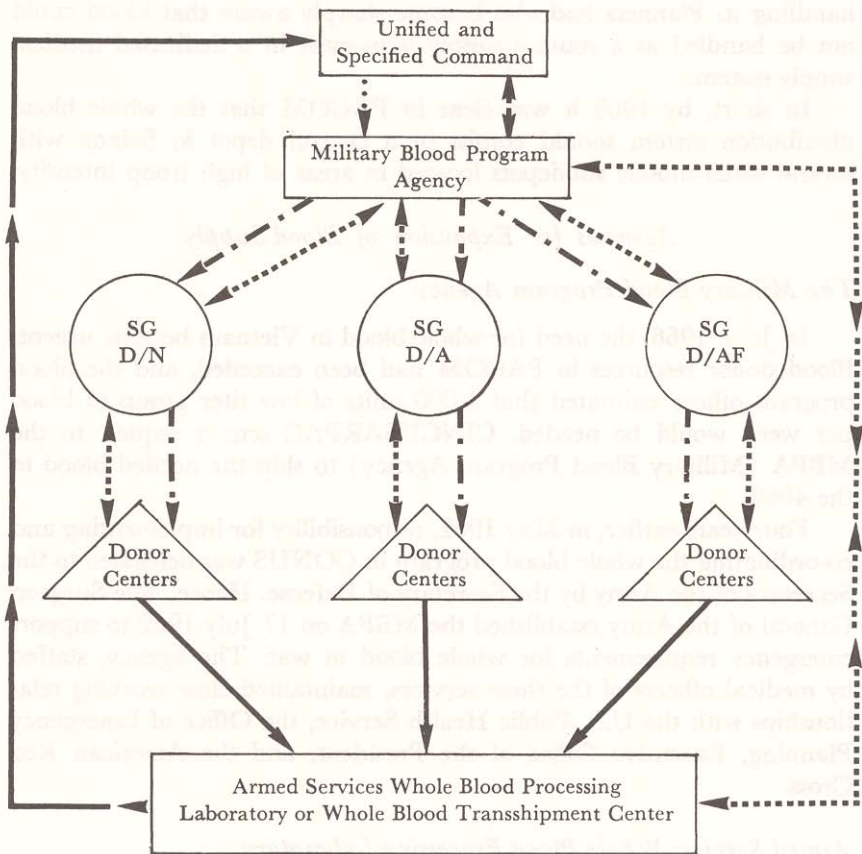 Unified and
Specified Command
Military Blood Program
Agency
SG
D/N
SG
D/A
SG
D/AF
Donor
Centers
Donor
Centers
Donor
Centers
Armed Services Whole Blood Processing
Laboratory or Whole Blood Transshipment Center